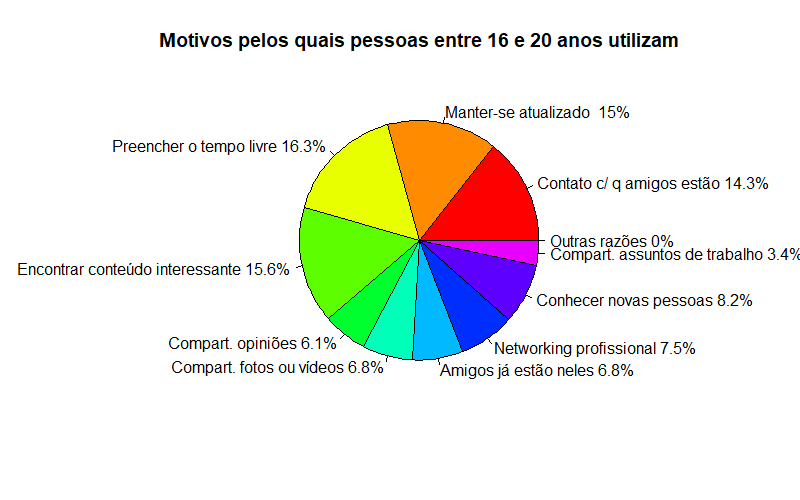 Motivos pelos quais pessoas entre 16 e 20 anos utilizam
Manter-se atualizado  15%
Preencher o tempo livre 16.3%
Contato c/ q amigos estão 14.3%
Outras razões 0%
Compart. assuntos de trabalho 3.4%
Encontrar conteúdo interessante 15.6%
Conhecer novas pessoas 8.2%
Compart. opiniões 6.1%
Networking profissional 7.5%
Compart. fotos ou vídeos 6.8%
Amigos já estão neles 6.8%